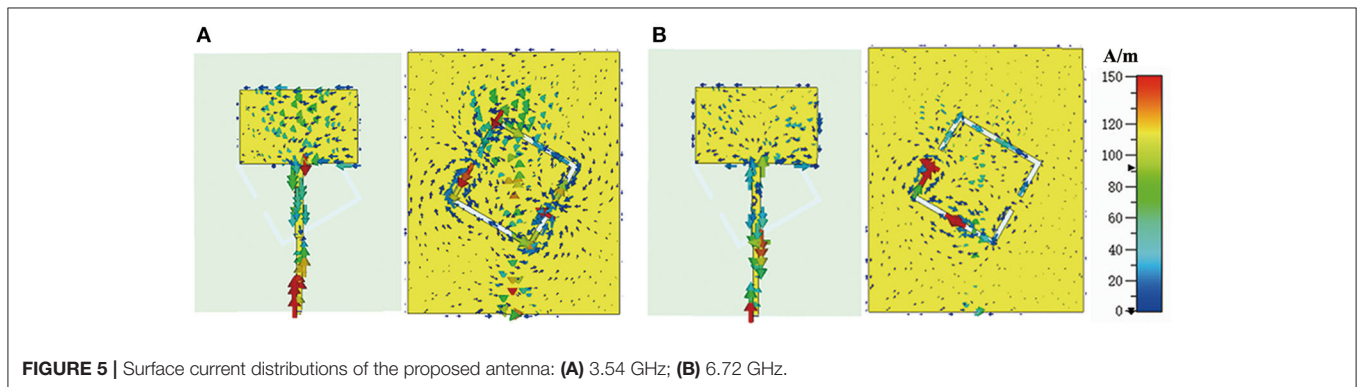 A
B
A/m
150
120
100
80
60
40
20
0
FIGURE 5 | Surface current distributions of the proposed antenna: (A) 3.54 GHz; (B) 6.72 GHz.